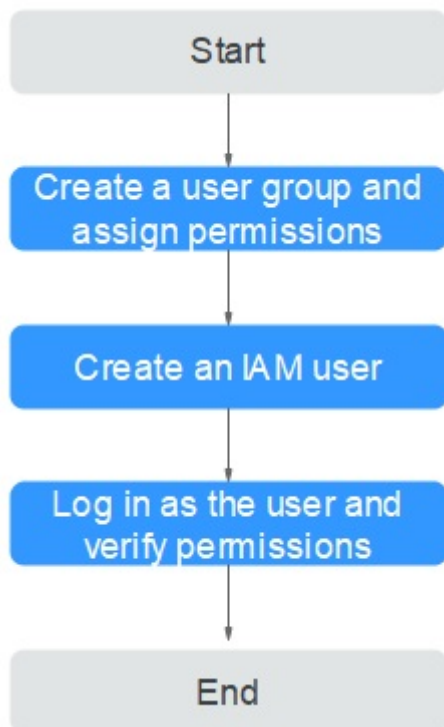 Start
Create a user group and
assign permissions
Create an IAM user
Log in as the user and
verify permissions
End